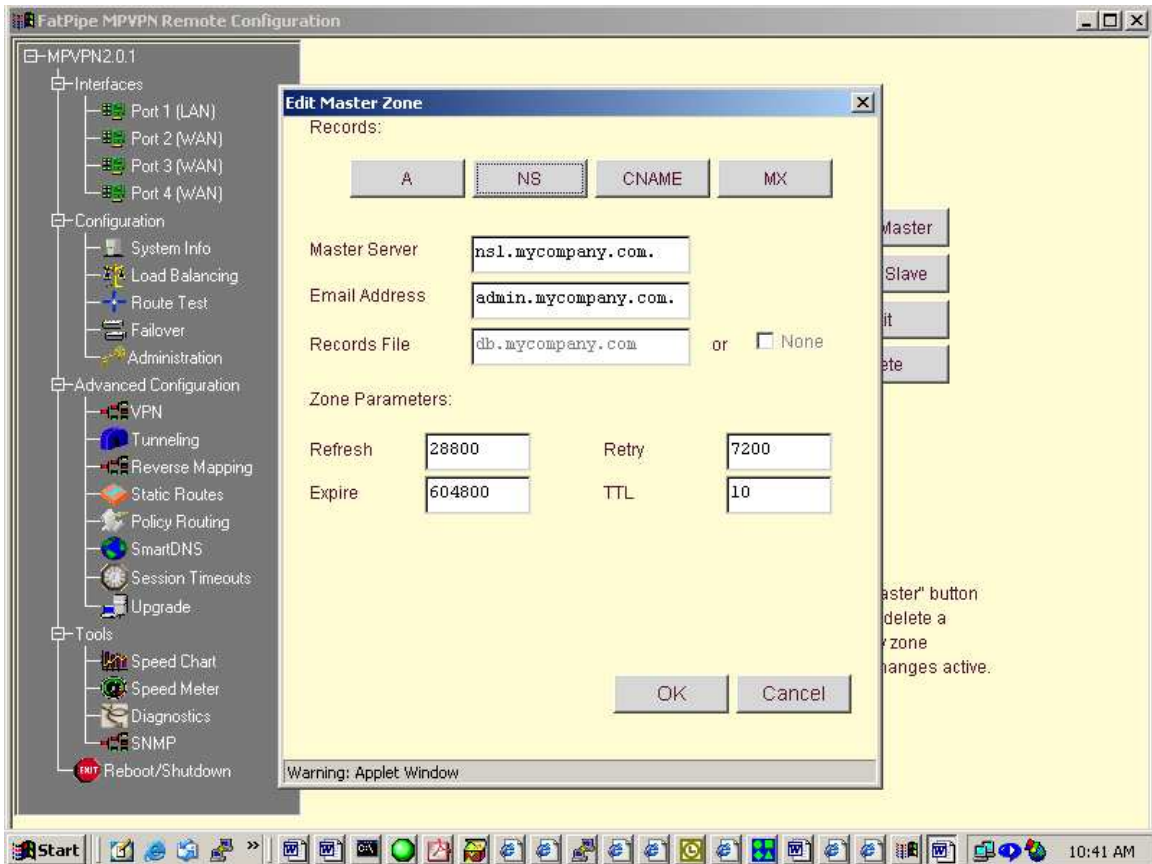 FatPipe MPVPN Remote Configuration
MPVPN2.0.1
Interfaces
Port 1 (LAN)
Port 2 (WAN)
Port 3 (WAN)
Port 4 (WAN)
Configuration
System Info
Load Balancing
Route Test
Failover
Administration
Advanced Configuration
VPN
Tunneling
Reverse Mapping
Static Routes
Policy Routing
SmartDNS
Session Timeouts
Upgrade
Tools
Speed Chart
Speed Meter
Diagnostics
SNMP
EXIT Reboot/Shutdown
Edit Master Zone
Records:
A NS CNAME MX
Master Server ns1.mycompany.com.
Email Address admin.mycompany.com.
Records File db.mycompany.com or None
Zone Parameters:
Refresh 28800 Retry 7200
Expire 604800 TTL 10
OK Cancel
Warning: Applet Window
Master
Slave
it
ete
aster" button
delete a
zone
hanges active.
Start
10:41 AM